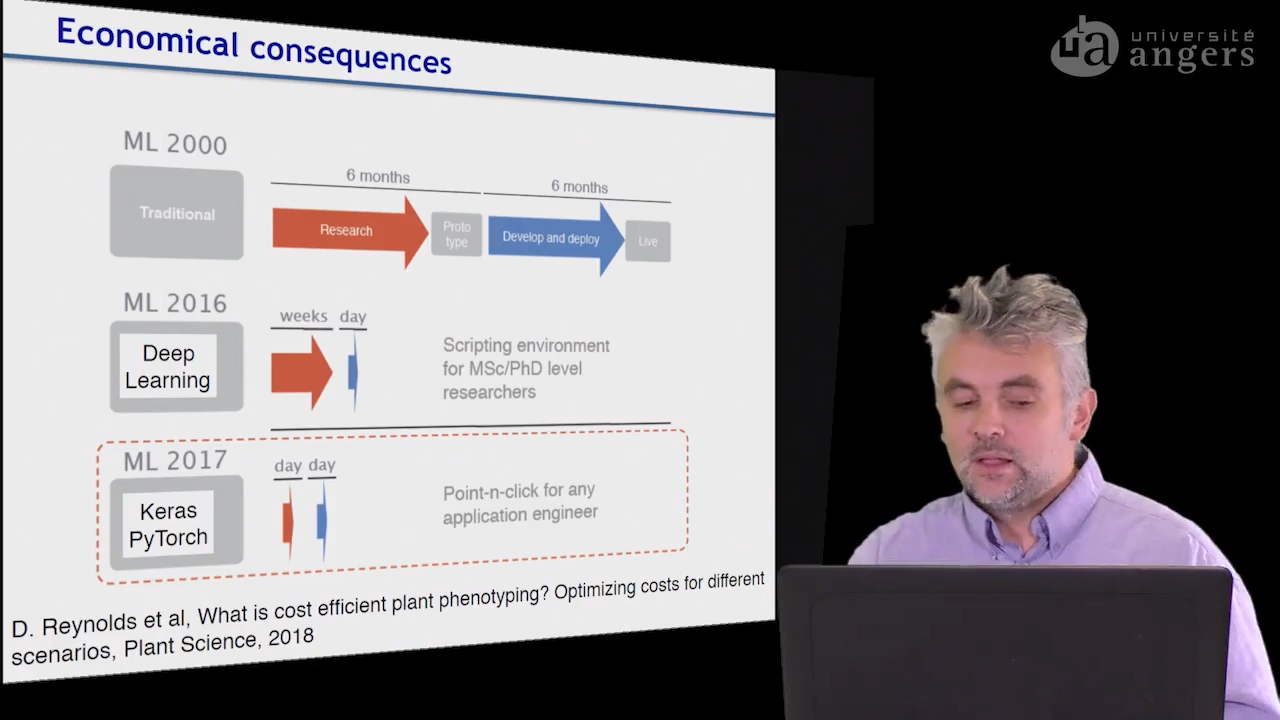 Economical consequences
université
angers
ML 2000
Traditional
6 months
6 months
Research
Proto
type
Develop and deploy
Live
ML 2016
Deep
Learning
weeks
day
Scripting environment
for MSc/PhD level
researchers
ML 2017
Keras
PyTorch
day
day
Point-n-click for any
application engineer
D. Reynolds et al, What is cost efficient plant phenotyping? Optimizing costs for different
scenarios, Plant Science, 2018